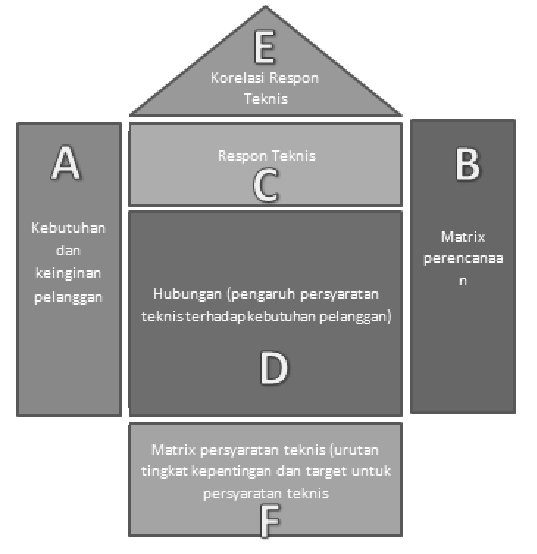 E
Korelasi Respon
Teknis
A
Kebutuhan
dan
keinginan
pelanggan
Respon Teknis
C
B
Matrix
perencanaa
n
Hubungan (pengaruh persyaratan
teknis terhadap kebutuhan pelanggan)
D
Matrix persyaratan teknis (urutan
tingkat kepentingan dan target untuk
persyaratan teknis
F